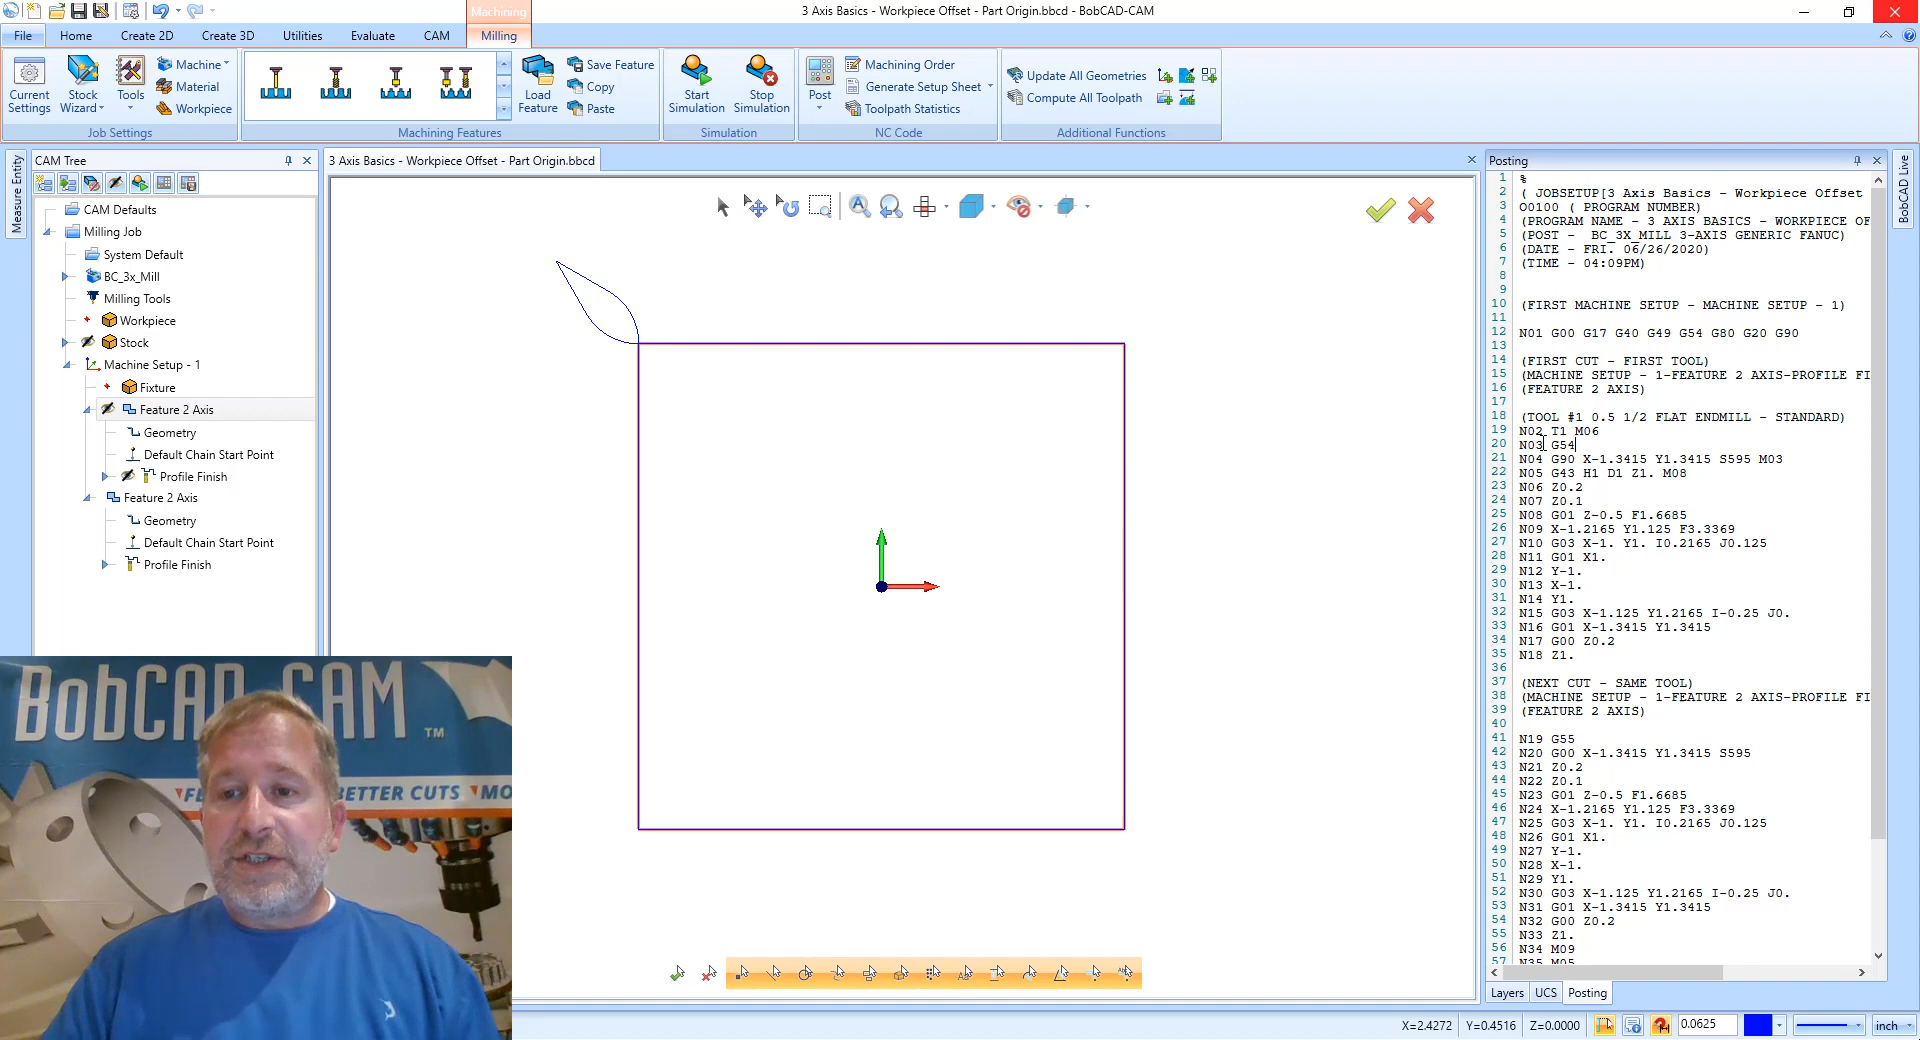 3 Axis Basics - Workpiece Offset - Part Origin.bbcd - BobCAD-CAM
Machining
File Home Create 2D Create 3D Utilities Evaluate CAM Milling
Current Settings
Stock Wizard
Tools
Machine
Material
Workpiece
Job Settings
Load Feature
Save Feature
Copy
Paste
Machining Features
Start Simulation
Stop Simulation
Simulation
Post
Machining Order
Generate Setup Sheet
Toolpath Statistics
NC Code
Update All Geometries
Compute All Toolpath
Additional Functions
Measure Entity
CAM Tree
CAM Defaults
Milling Job
System Default
BC_3x_Mill
Milling Tools
Workpiece
Stock
Machine Setup - 1
Fixture
Feature 2 Axis
Geometry
Default Chain Start Point
Profile Finish
Feature 2 Axis
Geometry
Default Chain Start Point
Profile Finish
3 Axis Basics - Workpiece Offset - Part Origin.bbcd
Posting
BobCAD Live
1 %
2 ( JOBSETUP[3 Axis Basics - Workpiece Offset
3 O0100 ( PROGRAM NUMBER)
4 (PROGRAM NAME - 3 AXIS BASICS - WORKPIECE OF
5 (POST - BC_3X_MILL 3-AXIS GENERIC FANUC)
6 (DATE - FRI. 06/26/2020)
7 (TIME - 04:09PM)
8
9
10 (FIRST MACHINE SETUP - MACHINE SETUP - 1)
11
12 N01 G00 G17 G40 G49 G54 G80 G20 G90
13
14 (FIRST CUT - FIRST TOOL)
15 (MACHINE SETUP - 1-FEATURE 2 AXIS-PROFILE FI
16 (FEATURE 2 AXIS)
17
18 (TOOL #1 0.5 1/2 FLAT ENDMILL - STANDARD)
19 N02 T1 M06
20 N03 G54
21 N04 G90 X-1.3415 Y1.3415 S595 M03
22 N05 G43 H1 D1 Z1. M08
23 N06 Z0.2
24 N07 Z0.1
25 N08 G01 Z-0.5 F1.6685
26 N09 X-1.2165 Y1.125 F3.3369
27 N10 G03 X-1. Y1. I0.2165 J0.125
28 N11 G01 X1.
29 N12 Y-1.
30 N13 X-1.
31 N14 Y1.
32 N15 G03 X-1.125 Y1.2165 I-0.25 J0.
33 N16 G01 X-1.3415 Y1.3415
34 N17 G00 Z0.2
35 N18 Z1.
36
37 (NEXT CUT - SAME TOOL)
38 (MACHINE SETUP - 1-FEATURE 2 AXIS-PROFILE FI
39 (FEATURE 2 AXIS)
40
41 N19 G55
42 N20 G00 X-1.3415 Y1.3415 S595
43 N21 Z0.2
44 N22 Z0.1
45 N23 G01 Z-0.5 F1.6685
46 N24 X-1.2165 Y1.125 F3.3369
47 N25 G03 X-1. Y1. I0.2165 J0.125
48 N26 G01 X1.
49 N27 Y-1.
50 N28 X-1.
51 N29 Y1.
52 N30 G03 X-1.125 Y1.2165 I-0.25 J0.
53 N31 G01 X-1.3415 Y1.3415
54 N32 G00 Z0.2
55 N33 Z1.
56 N34 M09
57 N35 M05
Layers UCS Posting
BobCAD CAM TM
BETTER CUTS
X=2.4272 Y=0.4516 Z=0.0000 0.0625 inch